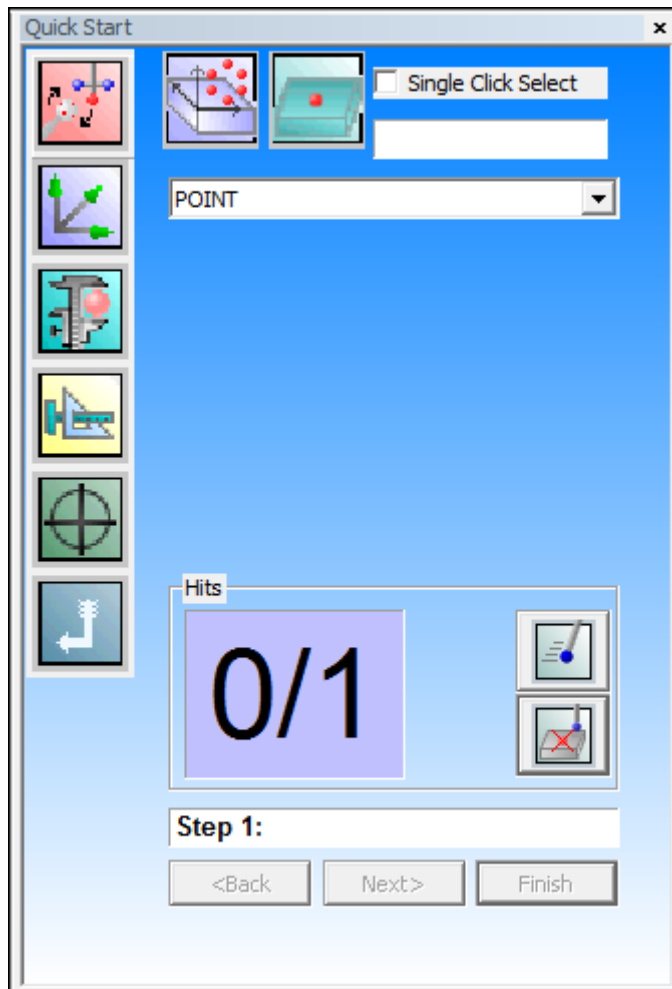 Quick Start
Single Click Select
POINT
Hits
0/1
Step 1:
<Back Next> Finish